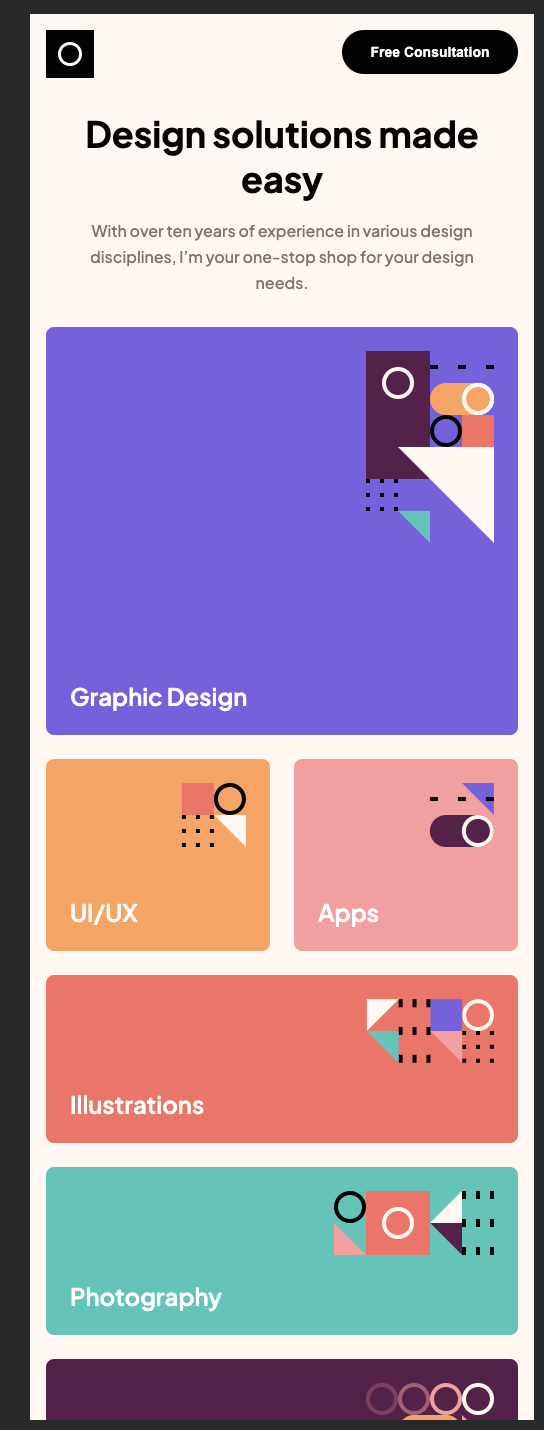 Free Consultation
Design solutions made
easy
With over ten years of experience in various design
disciplines, I’m your one-stop shop for your design
needs.
Graphic Design
UI/UX
Apps
Illustrations
Photography